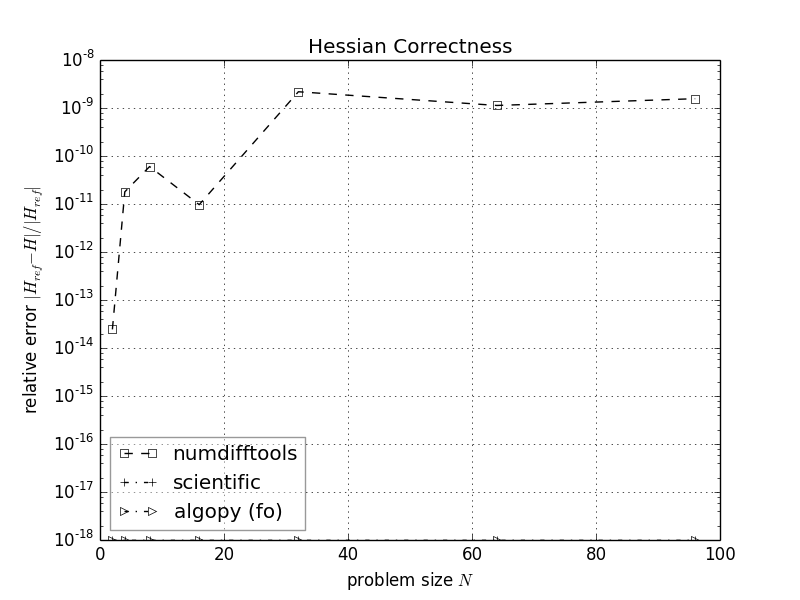 Hessian Correctness
10^-8
10^-9
10^-10
10^-11
10^-12
10^-13
10^-14
10^-15
10^-16
10^-17
10^-18
relative error |H_ref − H|/|H_ref|
numdifftools
scientific
algopy (fo)
0 20 40 60 80 100
problem size N